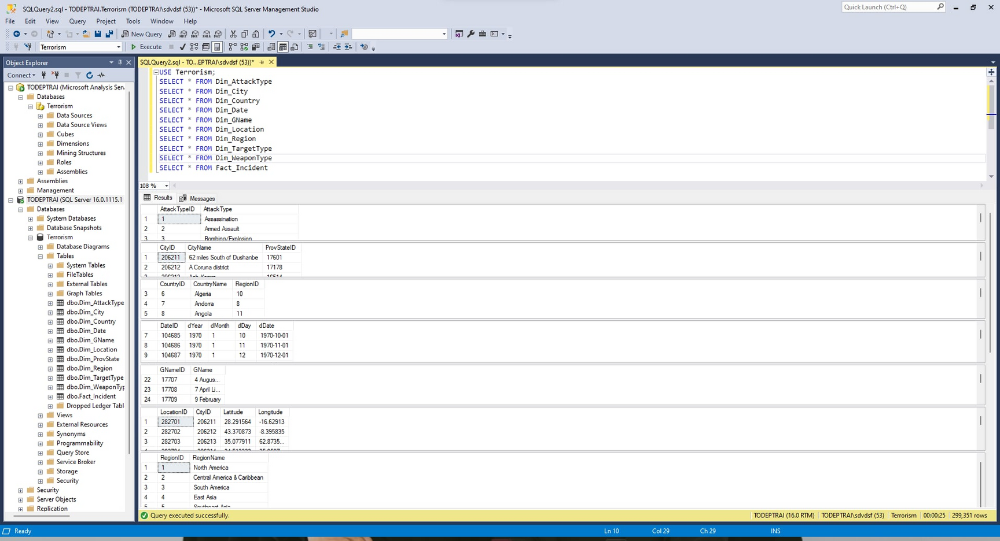 SQLQuery2.sql - TODEPTRAI.Terrorism (TODEPTRAI\sdvdsf (53))* - Microsoft SQL Server Management Studio
Quick Launch (Ctrl+Q)
File Edit View Query Project Tools Window Help
New Query
Terrorism
Execute
Object Explorer
Connect
TODEPTRAI (Microsoft Analysis Serv
Databases
Terrorism
Data Sources
Data Source Views
Cubes
Dimensions
Mining Structures
Roles
Assemblies
Assemblies
Management
TODEPTRAI (SQL Server 16.0.1115.1
Databases
System Databases
Database Snapshots
Terrorism
Database Diagrams
Tables
System Tables
FileTables
External Tables
Graph Tables
dbo.Dim_AttackType
dbo.Dim_City
dbo.Dim_Country
dbo.Dim_Date
dbo.Dim_GName
dbo.Dim_Location
dbo.Dim_ProvState
dbo.Dim_Region
dbo.Dim_TargetType
dbo.Dim_WeaponTyp
dbo.Fact_Incident
Dropped Ledger Tabl
Views
External Resources
Synonyms
Programmability
Query Store
Service Broker
Storage
Security
Security
Server Objects
Replication
SQLQuery2.sql - TO...EPTRAI\sdvdsf (53))*
USE Terrorism;
SELECT * FROM Dim_AttackType
SELECT * FROM Dim_City
SELECT * FROM Dim_Country
SELECT * FROM Dim_Date
SELECT * FROM Dim_GName
SELECT * FROM Dim_Location
SELECT * FROM Dim_Region
SELECT * FROM Dim_TargetType
SELECT * FROM Dim_WeaponType
SELECT * FROM Fact_Incident
108 %
Results Messages
AttackTypeID AttackType
1 1 Assassination
2 2 Armed Assault
3 3 Bombing/Explosion
CityID CityName ProvStateID
1 206211 62 miles South of Dushanbe 17601
2 206212 A Coruna district 17178
CountryID CountryName RegionID
3 6 Algeria 10
4 7 Andorra 8
5 8 Angola 11
DateID dYear dMonth dDay dDate
7 104685 1970 1 10 1970-10-01
8 104686 1970 1 11 1970-11-01
9 104687 1970 1 12 1970-12-01
GNameID GName
22 17707 4 Augus...
23 17708 7 April Li...
24 17709 9 February
LocationID CityID Latitude Longitude
1 282701 206211 28.291564 -16.62913
2 282702 206212 43.370873 -8.395835
3 282703 206213 35.077911 62.8735...
RegionID RegionName
1 1 North America
2 2 Central America & Caribbean
3 3 South America
4 4 East Asia
5 5 Southeast Asia
Query executed successfully.
TODEPTRAI (16.0 RTM) TODEPTRAI\sdvdsf (53) Terrorism 00:00:25 299,351 rows
Ready Ln 10 Col 29 Ch 29 INS